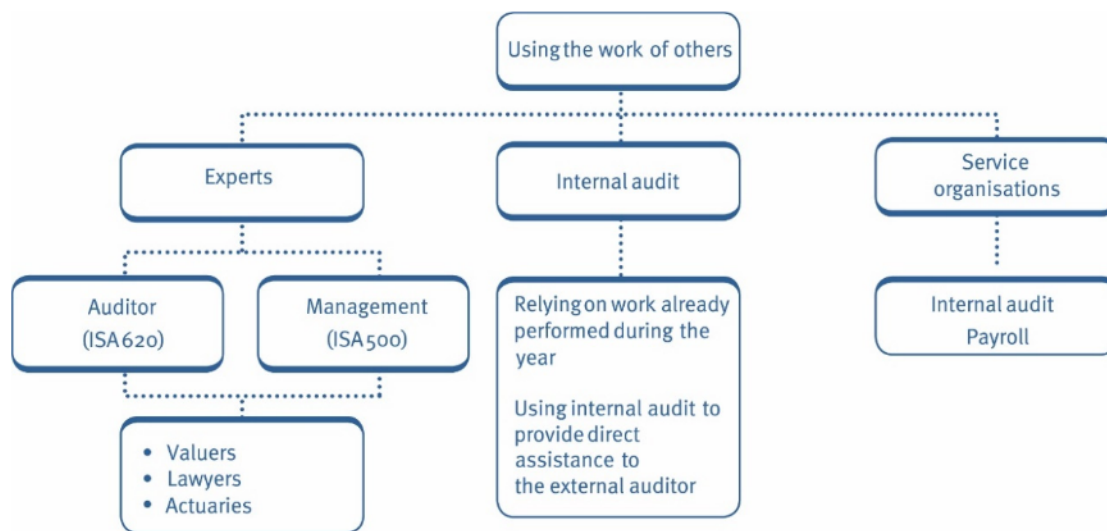 Using the work of others
Experts
Internal audit
Service
organisations
Auditor
(ISA 620)
Management
(ISA 500)
Relying on work already
performed during the
year
Using internal audit to
provide direct
assistance to
the external auditor
Internal audit
Payroll
• Valuers
• Lawyers
• Actuaries